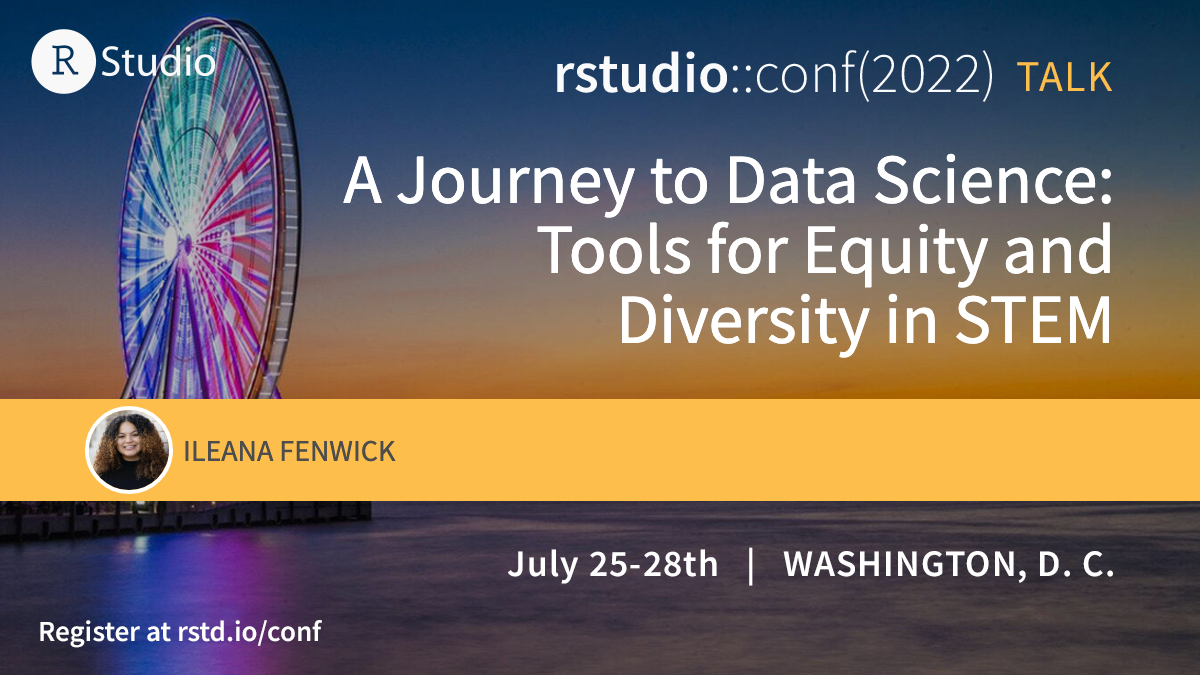 R Studio®
rstudio::conf(2022) TALK
A Journey to Data Science:
Tools for Equity and
Diversity in STEM
ILEANA FENWICK
July 25-28th | WASHINGTON, D. C.
Register at rstd.io/conf